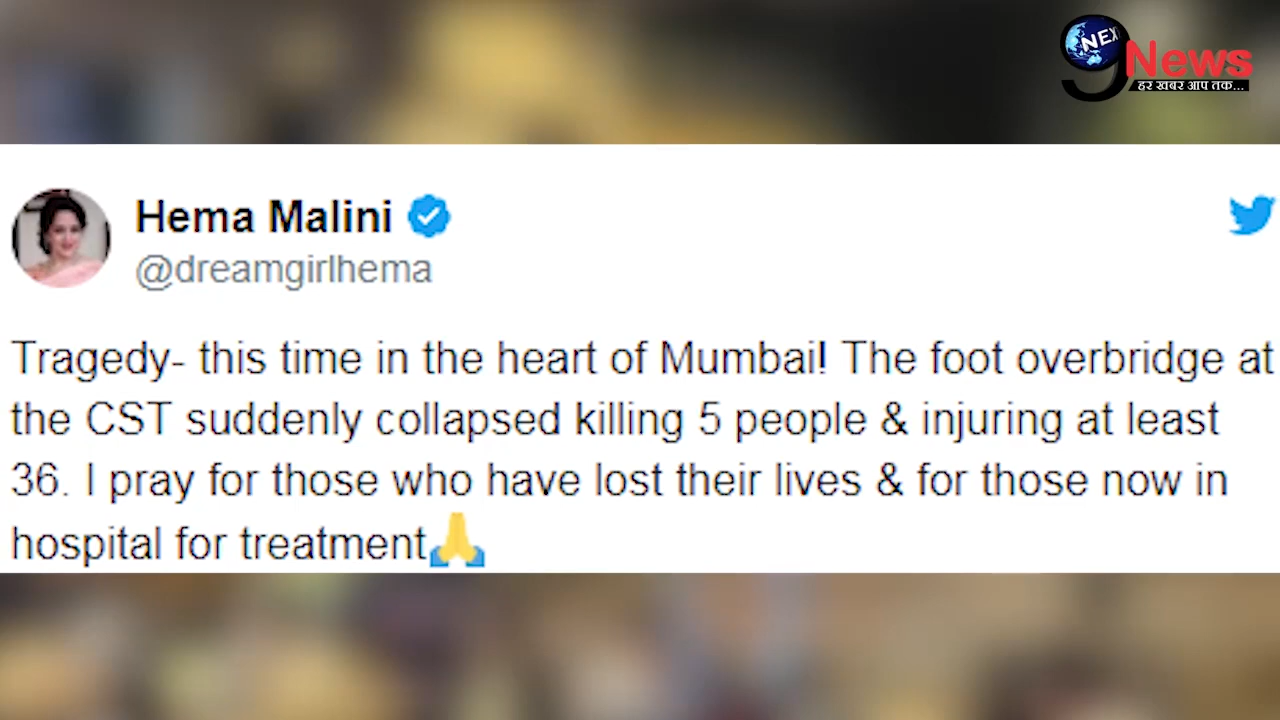 NEX
9 News
हर ख़बर आप तक...
Hema Malini
@dreamgirlhema
Tragedy- this time in the heart of Mumbai! The foot overbridge at
the CST suddenly collapsed killing 5 people & injuring at least
36. I pray for those who have lost their lives & for those now in
hospital for treatment🙏